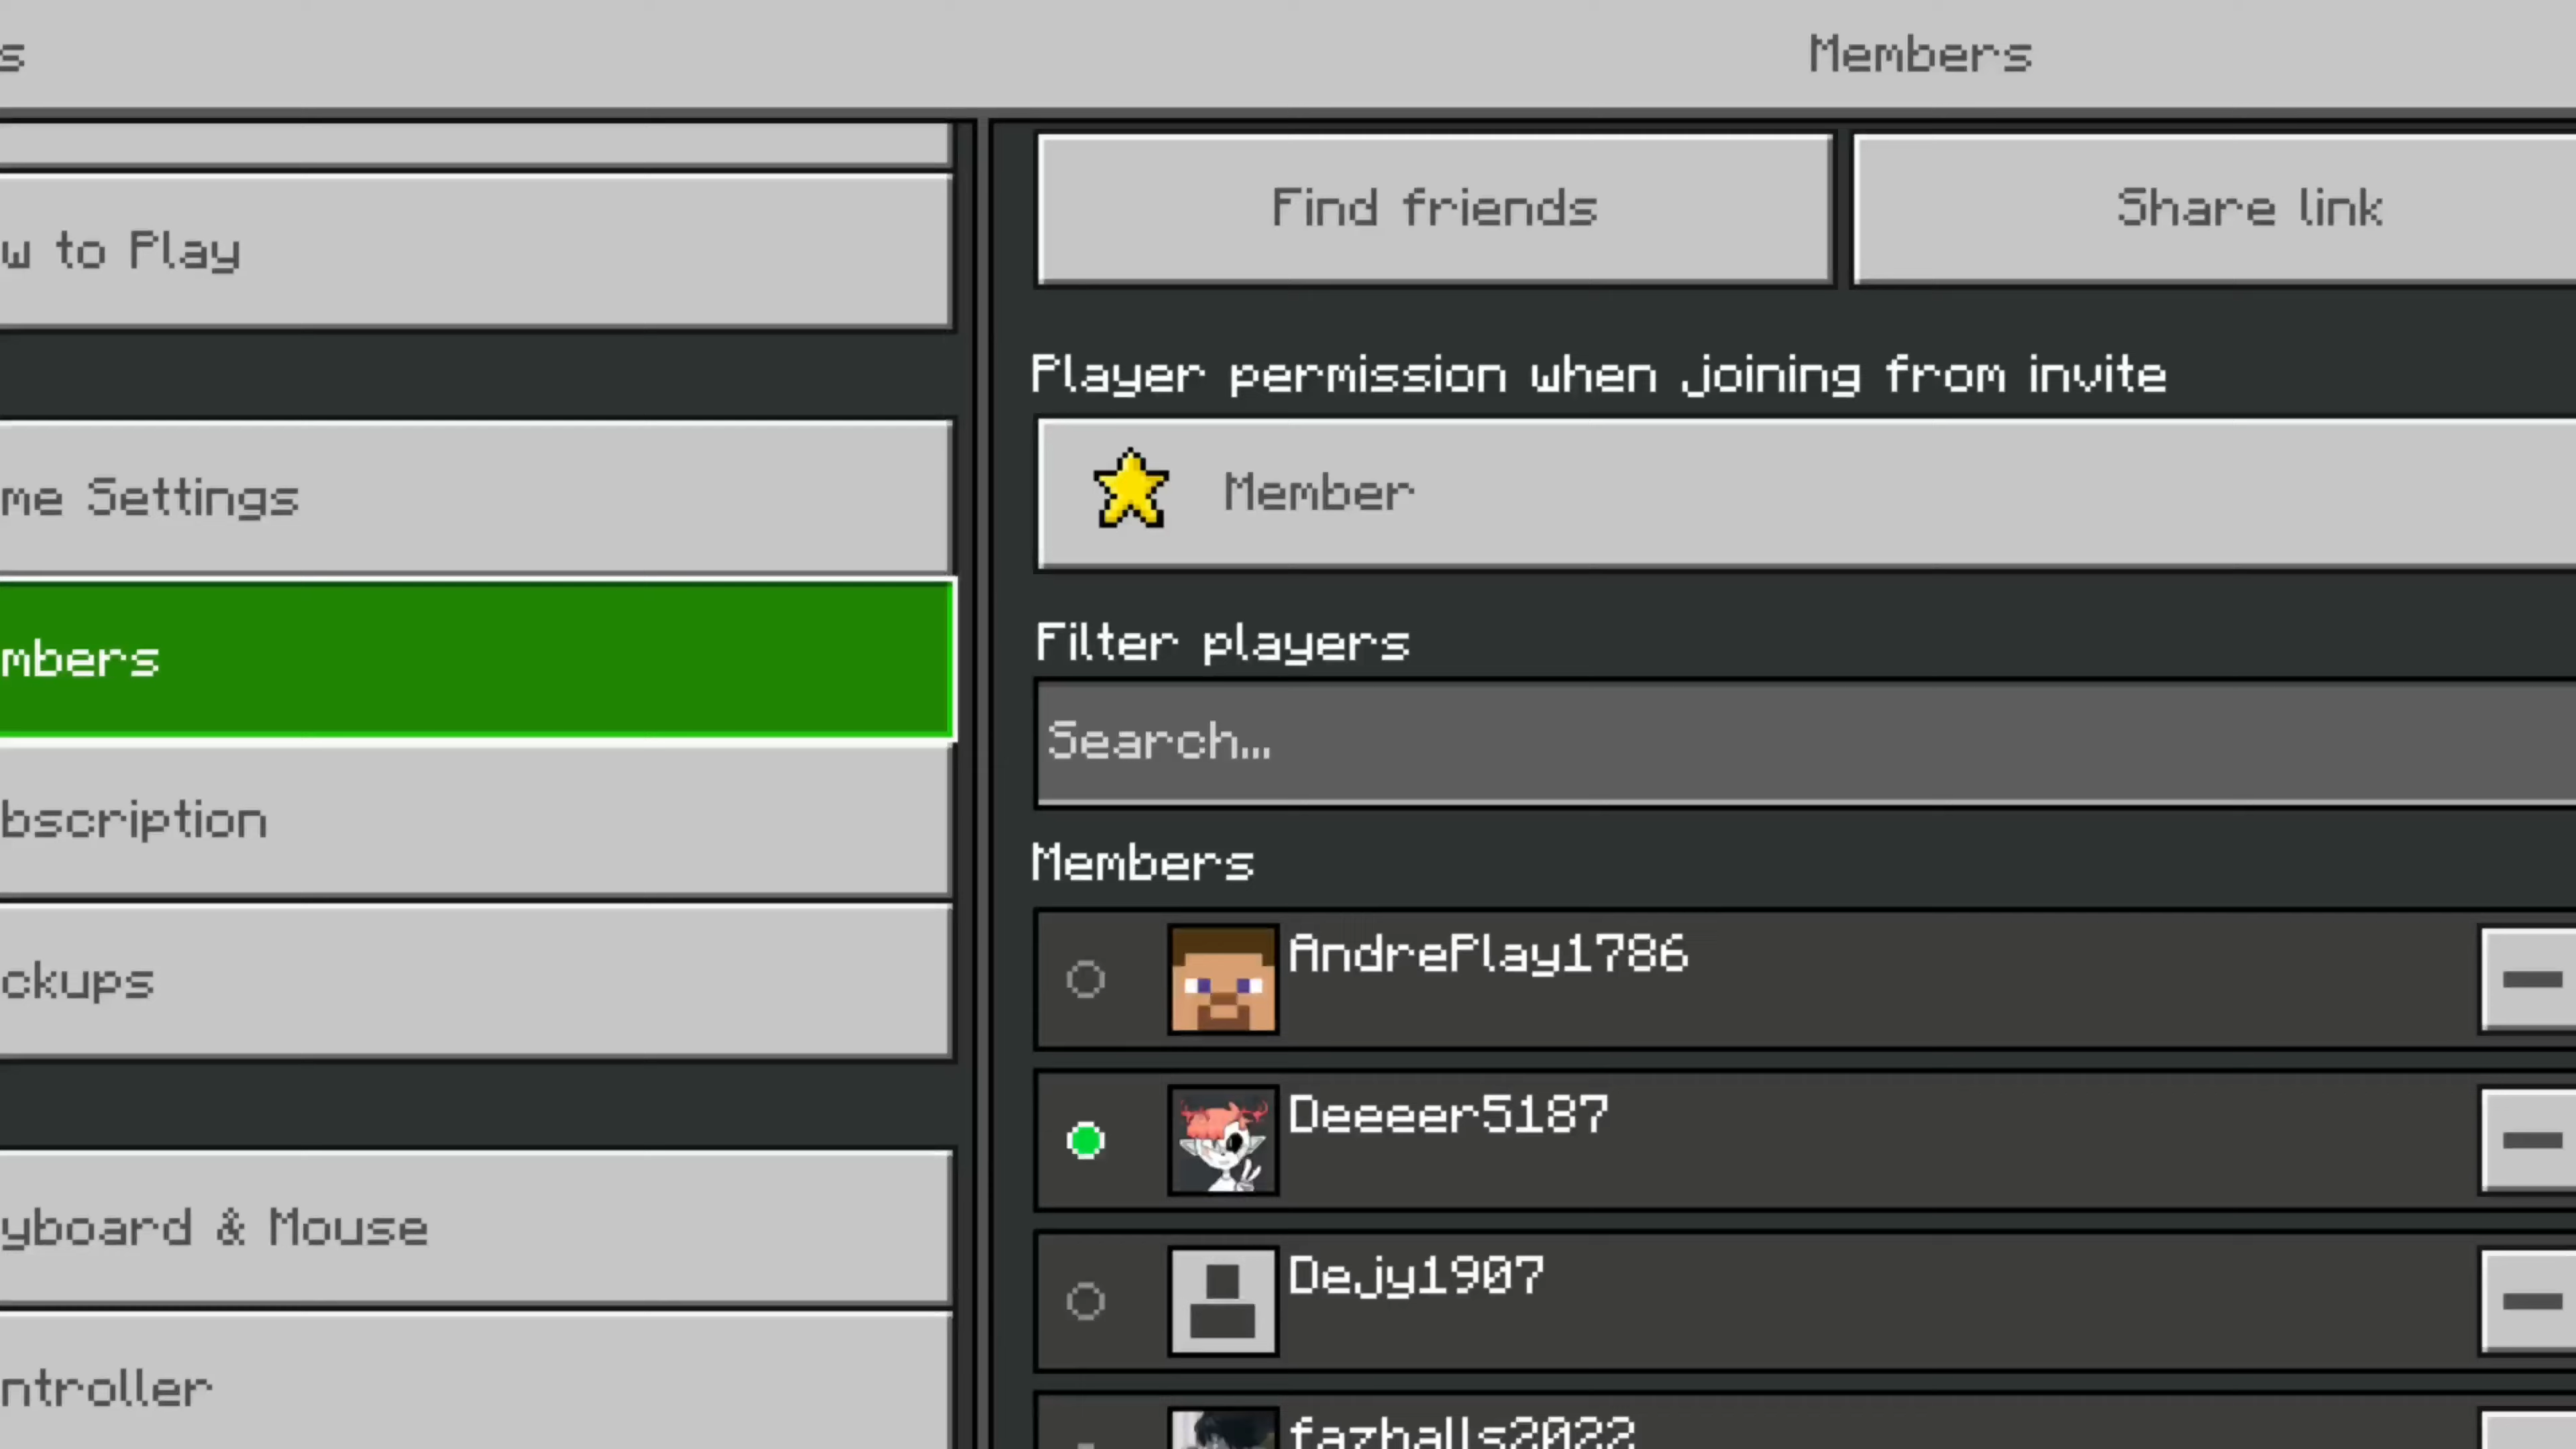 s
Members
w to Play
me Settings
mbers
bscription
ckups
yboard & Mouse
ntroller
Find friends
Share link
Player permission when joining from invite
Member
Filter players
Search...
Members
AndrePlay1786
Deeeer5187
Dejy1907
fazballs2022